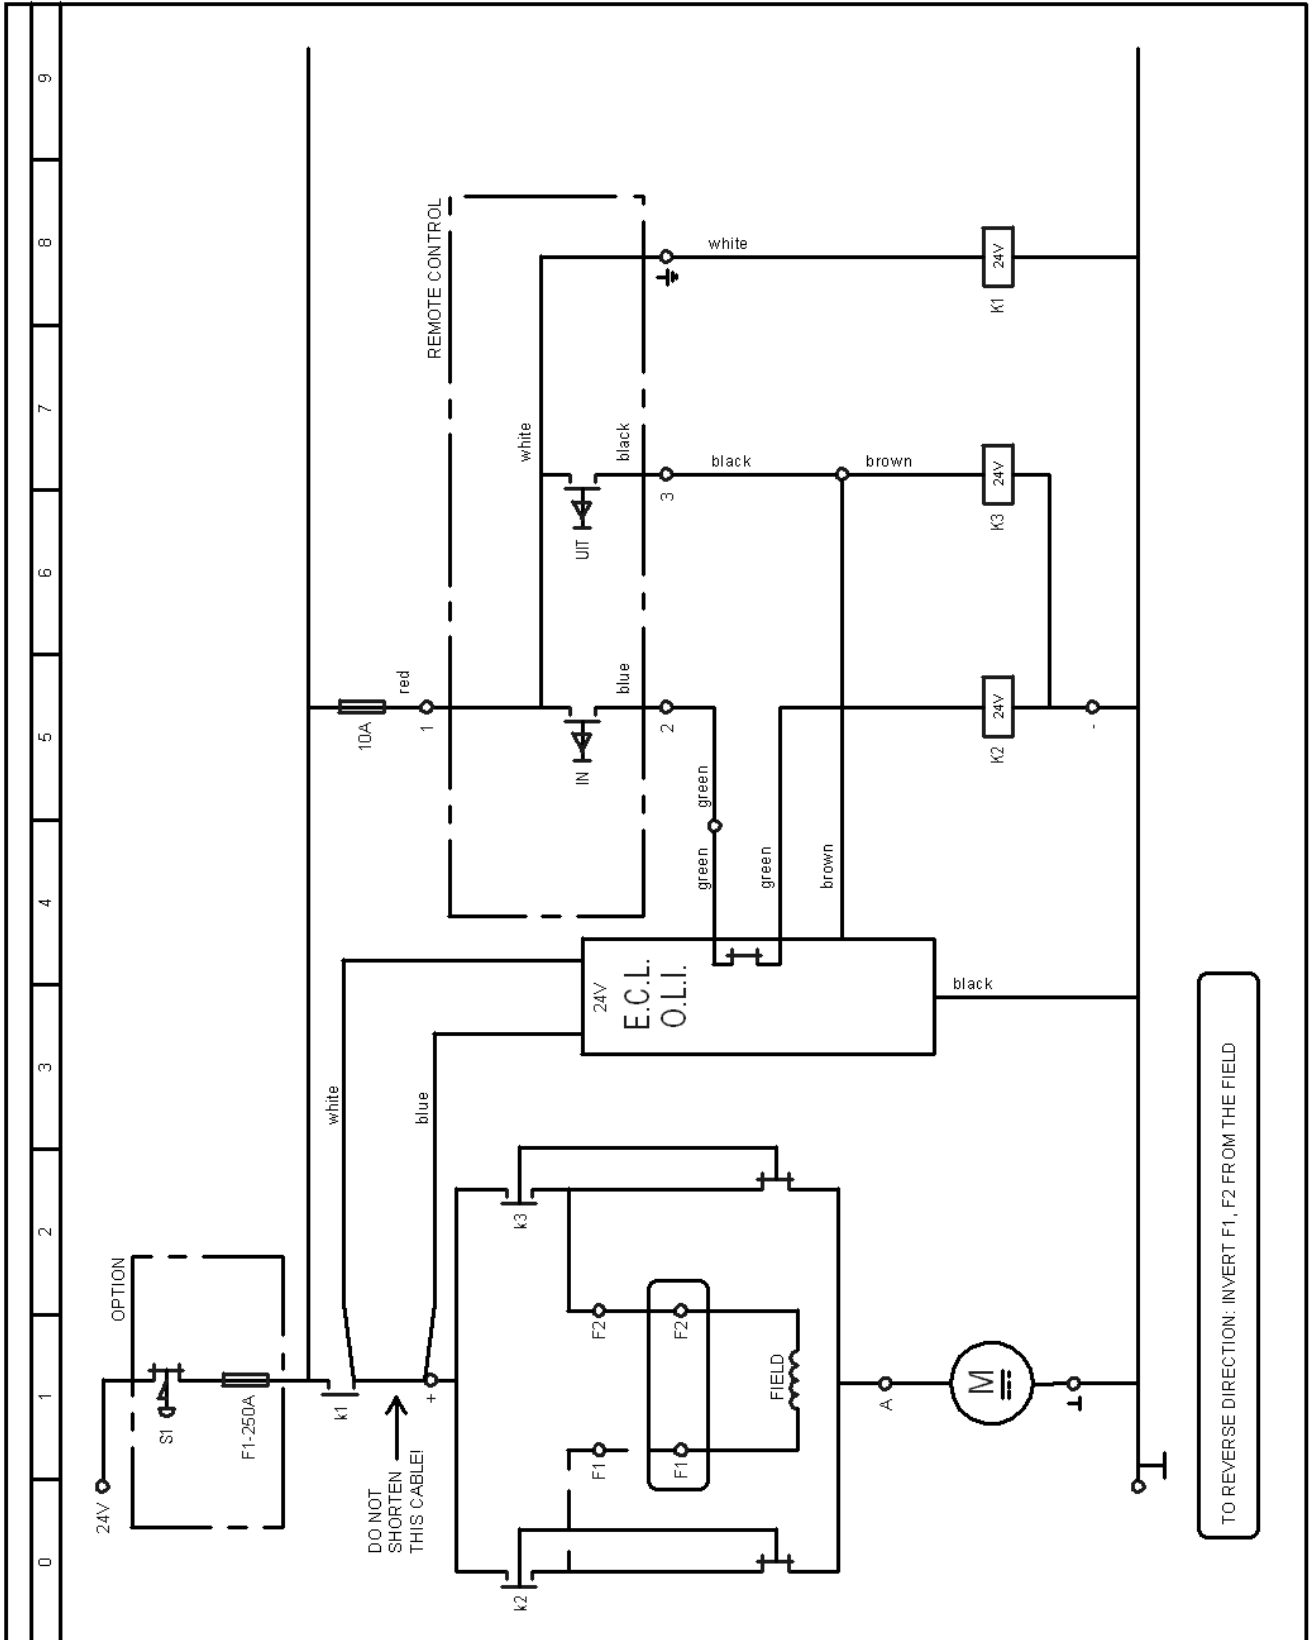 0
1
2
3
4
5
6
7
8
9
24V
OPTION
S1
F1-250A
k1
DO NOT
SHORTEN
THIS CABLE!
+
white
blue
10A
red
1
REMOTE CONTROL
IN
UIT
white
blue
black
2
3
white
black
brown
green
green
green
brown
24V
E.C.L.
O.L.I.
black
k2
k3
F1
F2
F1
F2
FIELD
A
M
K2
24V
K3
24V
K1
24V
-
TO REVERSE DIRECTION: INVERT F1, F2 FROM THE FIELD